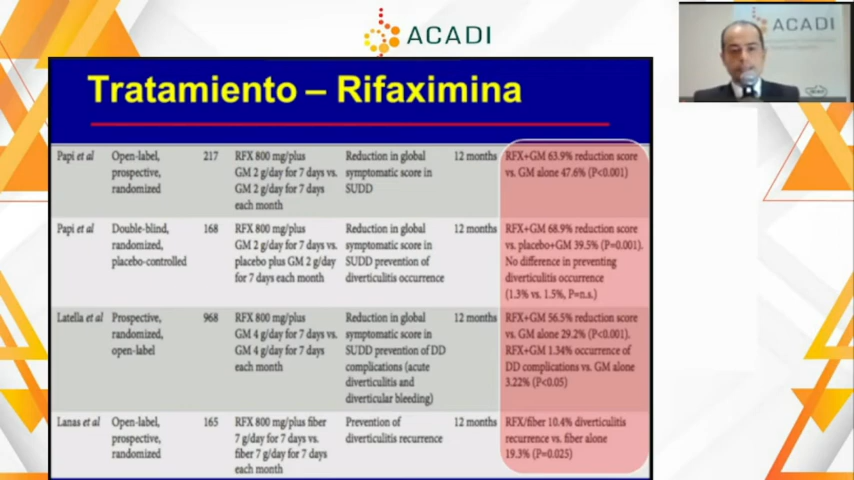 ACADI
ACADI
Tratamiento – Rifaximina
Papi et al
Open-label,
prospective,
randomized
217
RFX 800 mg/plus
GM 2 g/day for 7 days vs.
GM 2 g/day for 7 days
each month
Reduction in global
symptomatic score in
SUDD
12 months
RFX+GM 63.9% reduction score
vs. GM alone 47.6% (P<0.001)
Papi et al
Double-blind,
randomized,
placebo-controlled
168
RFX 800 mg/plus
GM 2 g/day for 7 days vs.
placebo plus GM 2 g/day
for 7 days each month
Reduction in global
symptomatic score in
SUDD prevention of
diverticulitis occurrence
12 months
RFX+GM 68.9% reduction score
vs. placebo+GM 39.5% (P=0.001).
No difference in preventing
diverticulitis occurrence
(1.3% vs. 1.5%, P=n.s.)
Latella et al
Prospective,
randomized,
open-label
968
RFX 800 mg/plus
GM 4 g/day for 7 days vs.
GM 4 g/day for 7 days
each month
Reduction in global
symptomatic score in
SUDD prevention of DD
complications (acute
diverticulitis and
diverticular bleeding)
12 months
RFX+GM 56.5% reduction score
vs. GM alone 29.2% (P<0.001).
RFX+GM 1.34% occurrence of
DD complications vs. GM alone
3.22% (P<0.05)
Lanas et al
Open-label,
prospective,
randomized
165
RFX 800 mg/plus fiber
7 g/day for 7 days vs.
fiber 7 g/day for 7 days
each month
Prevention of
diverticulitis recurrence
12 months
RFX/fiber 10.4% diverticulitis
recurrence vs. fiber alone
19.3% (P=0.025)